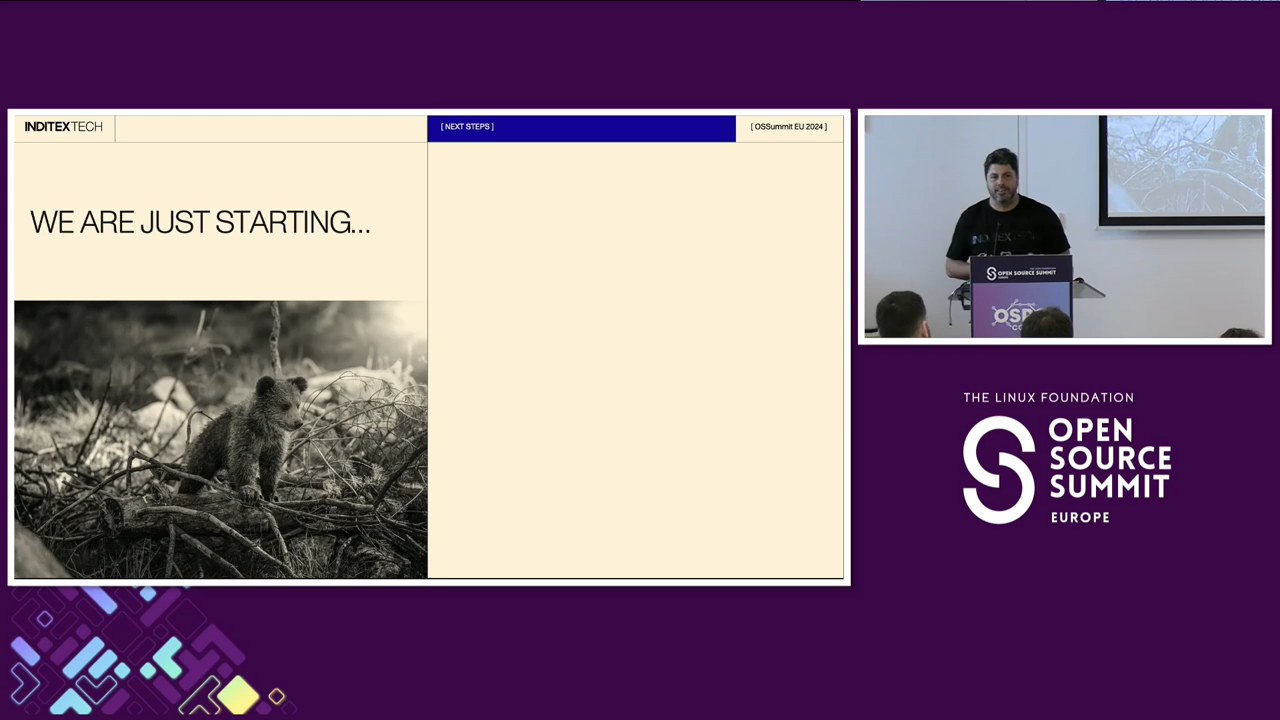 INDITEXTECH
[ NEXT STEPS ]
[ OSSummit EU 2024 ]
WE ARE JUST STARTING...
OPEN SOURCE SUMMIT
THE LINUX FOUNDATION
OPEN
SOURCE
SUMMIT
EUROPE